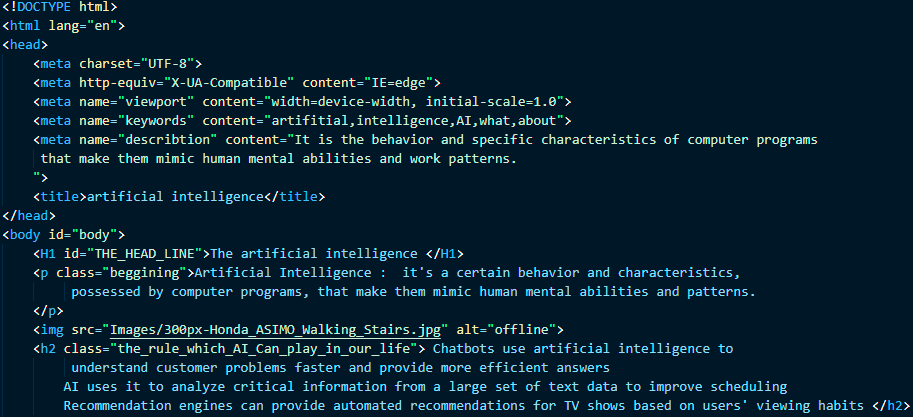 <!DOCTYPE html>
<html lang="en">
<head>
    <meta charset="UTF-8">
    <meta http-equiv="X-UA-Compatible" content="IE=edge">
    <meta name="viewport" content="width=device-width, initial-scale=1.0">
    <meta name="keywords" content="artifitial,intelligence,AI,what,about">
    <meta name="describtion" content="It is the behavior and specific characteristics of computer programs
     that make them mimic human mental abilities and work patterns.
    ">
    <title>artificial intelligence</title>
</head>
<body id="body">
    <H1 id="THE_HEAD_LINE">The artificial intelligence </H1>
    <p class="beggining">Artificial Intelligence :  it's a certain behavior and characteristics,
         possessed by computer programs, that make them mimic human mental abilities and patterns.
    </p>
    <img src="Images/300px-Honda_ASIMO_Walking_Stairs.jpg" alt="offline">
    <h2 class="the_rule_which_AI_Can_play_in_our_life"> Chatbots use artificial intelligence to
         understand customer problems faster and provide more efficient answers
        AI uses it to analyze critical information from a large set of text data to improve scheduling
        Recommendation engines can provide automated recommendations for TV shows based on users' viewing habits </h2>